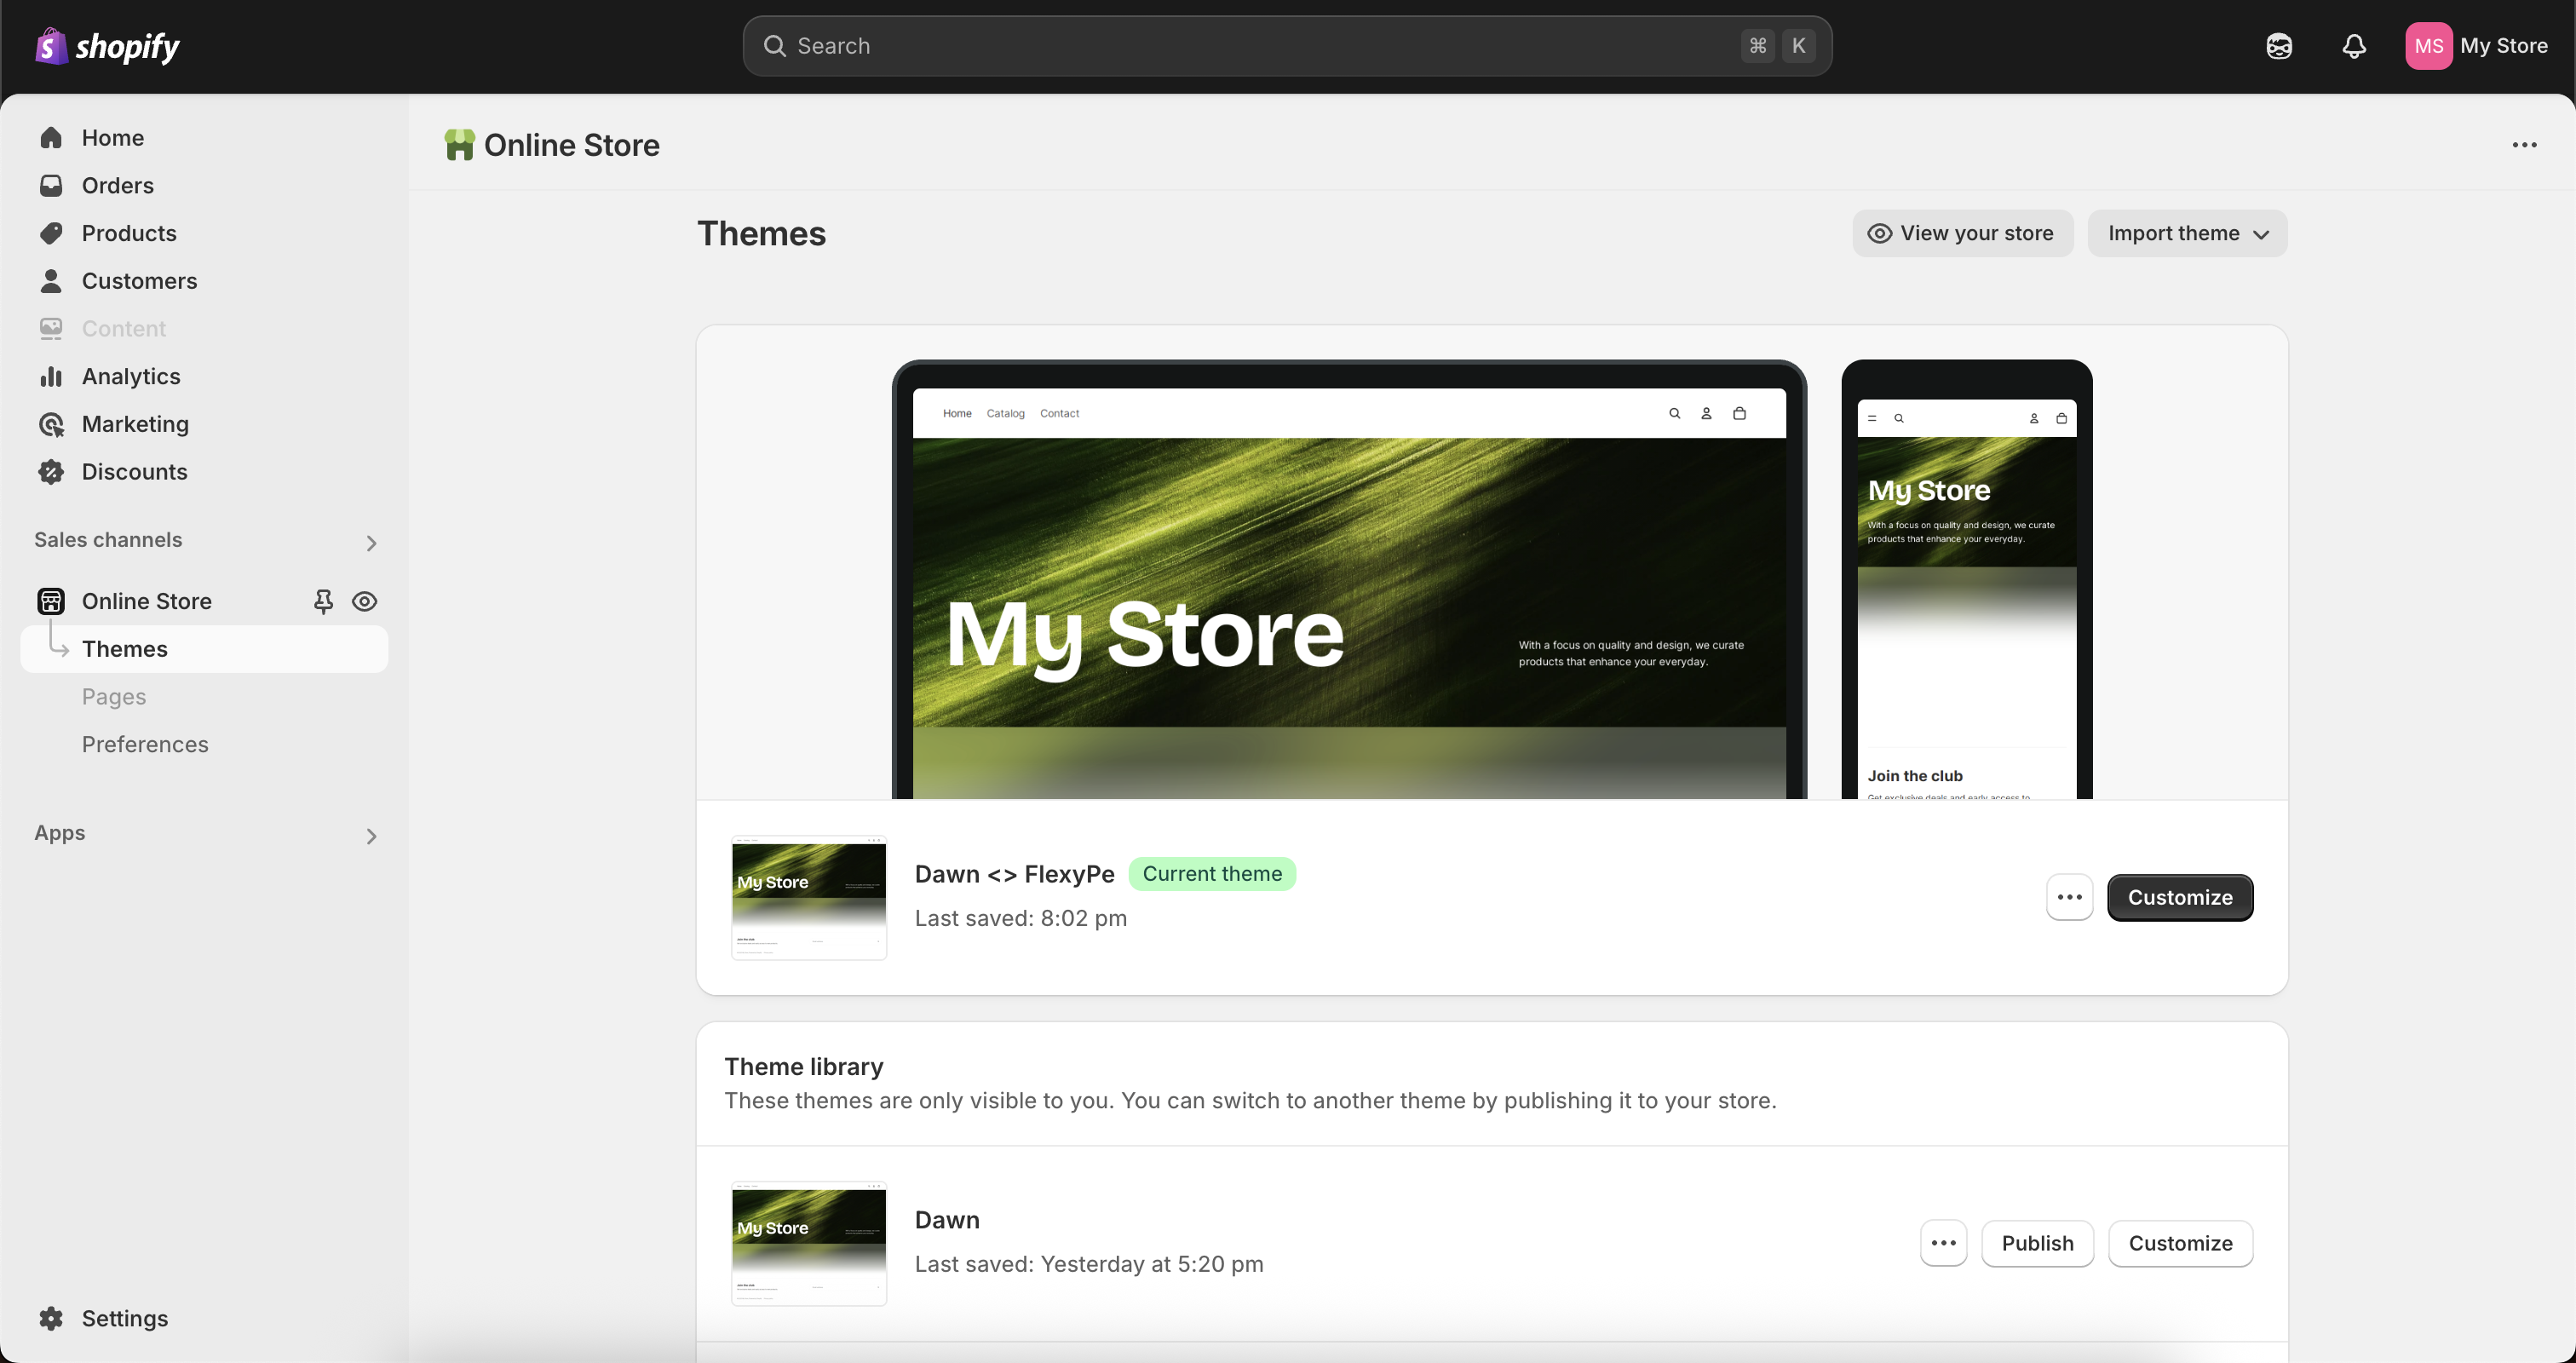 shopify
Search
⌘ K
MS My Store
Home
Orders
Products
Customers
Content
Analytics
Marketing
Discounts
Sales channels
Online Store
Themes
Pages
Preferences
Apps
Settings
Online Store
Themes
View your store
Import theme
Home Catalog Contact
My Store
With a focus on quality and design, we curate
products that enhance your everyday.
My Store
With a focus on quality and design, we curate
products that enhance your everyday.
Join the club
Get exclusive deals and early access to
My Store
Dawn <> FlexyPe Current theme
Last saved: 8:02 pm
Customize
Theme library
These themes are only visible to you. You can switch to another theme by publishing it to your store.
My Store
Dawn
Last saved: Yesterday at 5:20 pm
Publish
Customize